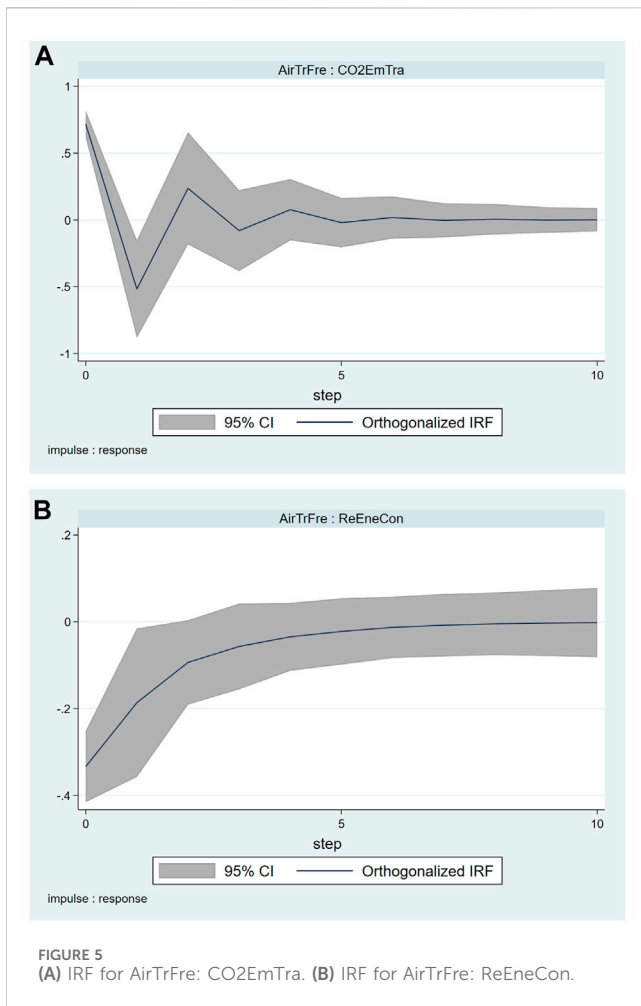 A
AirTrFre : CO2EmTra
1
.5
0
-.5
-1
0 5 10
step
95% CI Orthogonalized IRF
impulse : response
B
AirTrFre : ReEneCon
.2
0
-.2
-.4
0 5 10
step
95% CI Orthogonalized IRF
impulse : response
FIGURE 5
(A) IRF for AirTrFre: CO2EmTra. (B) IRF for AirTrFre: ReEneCon.